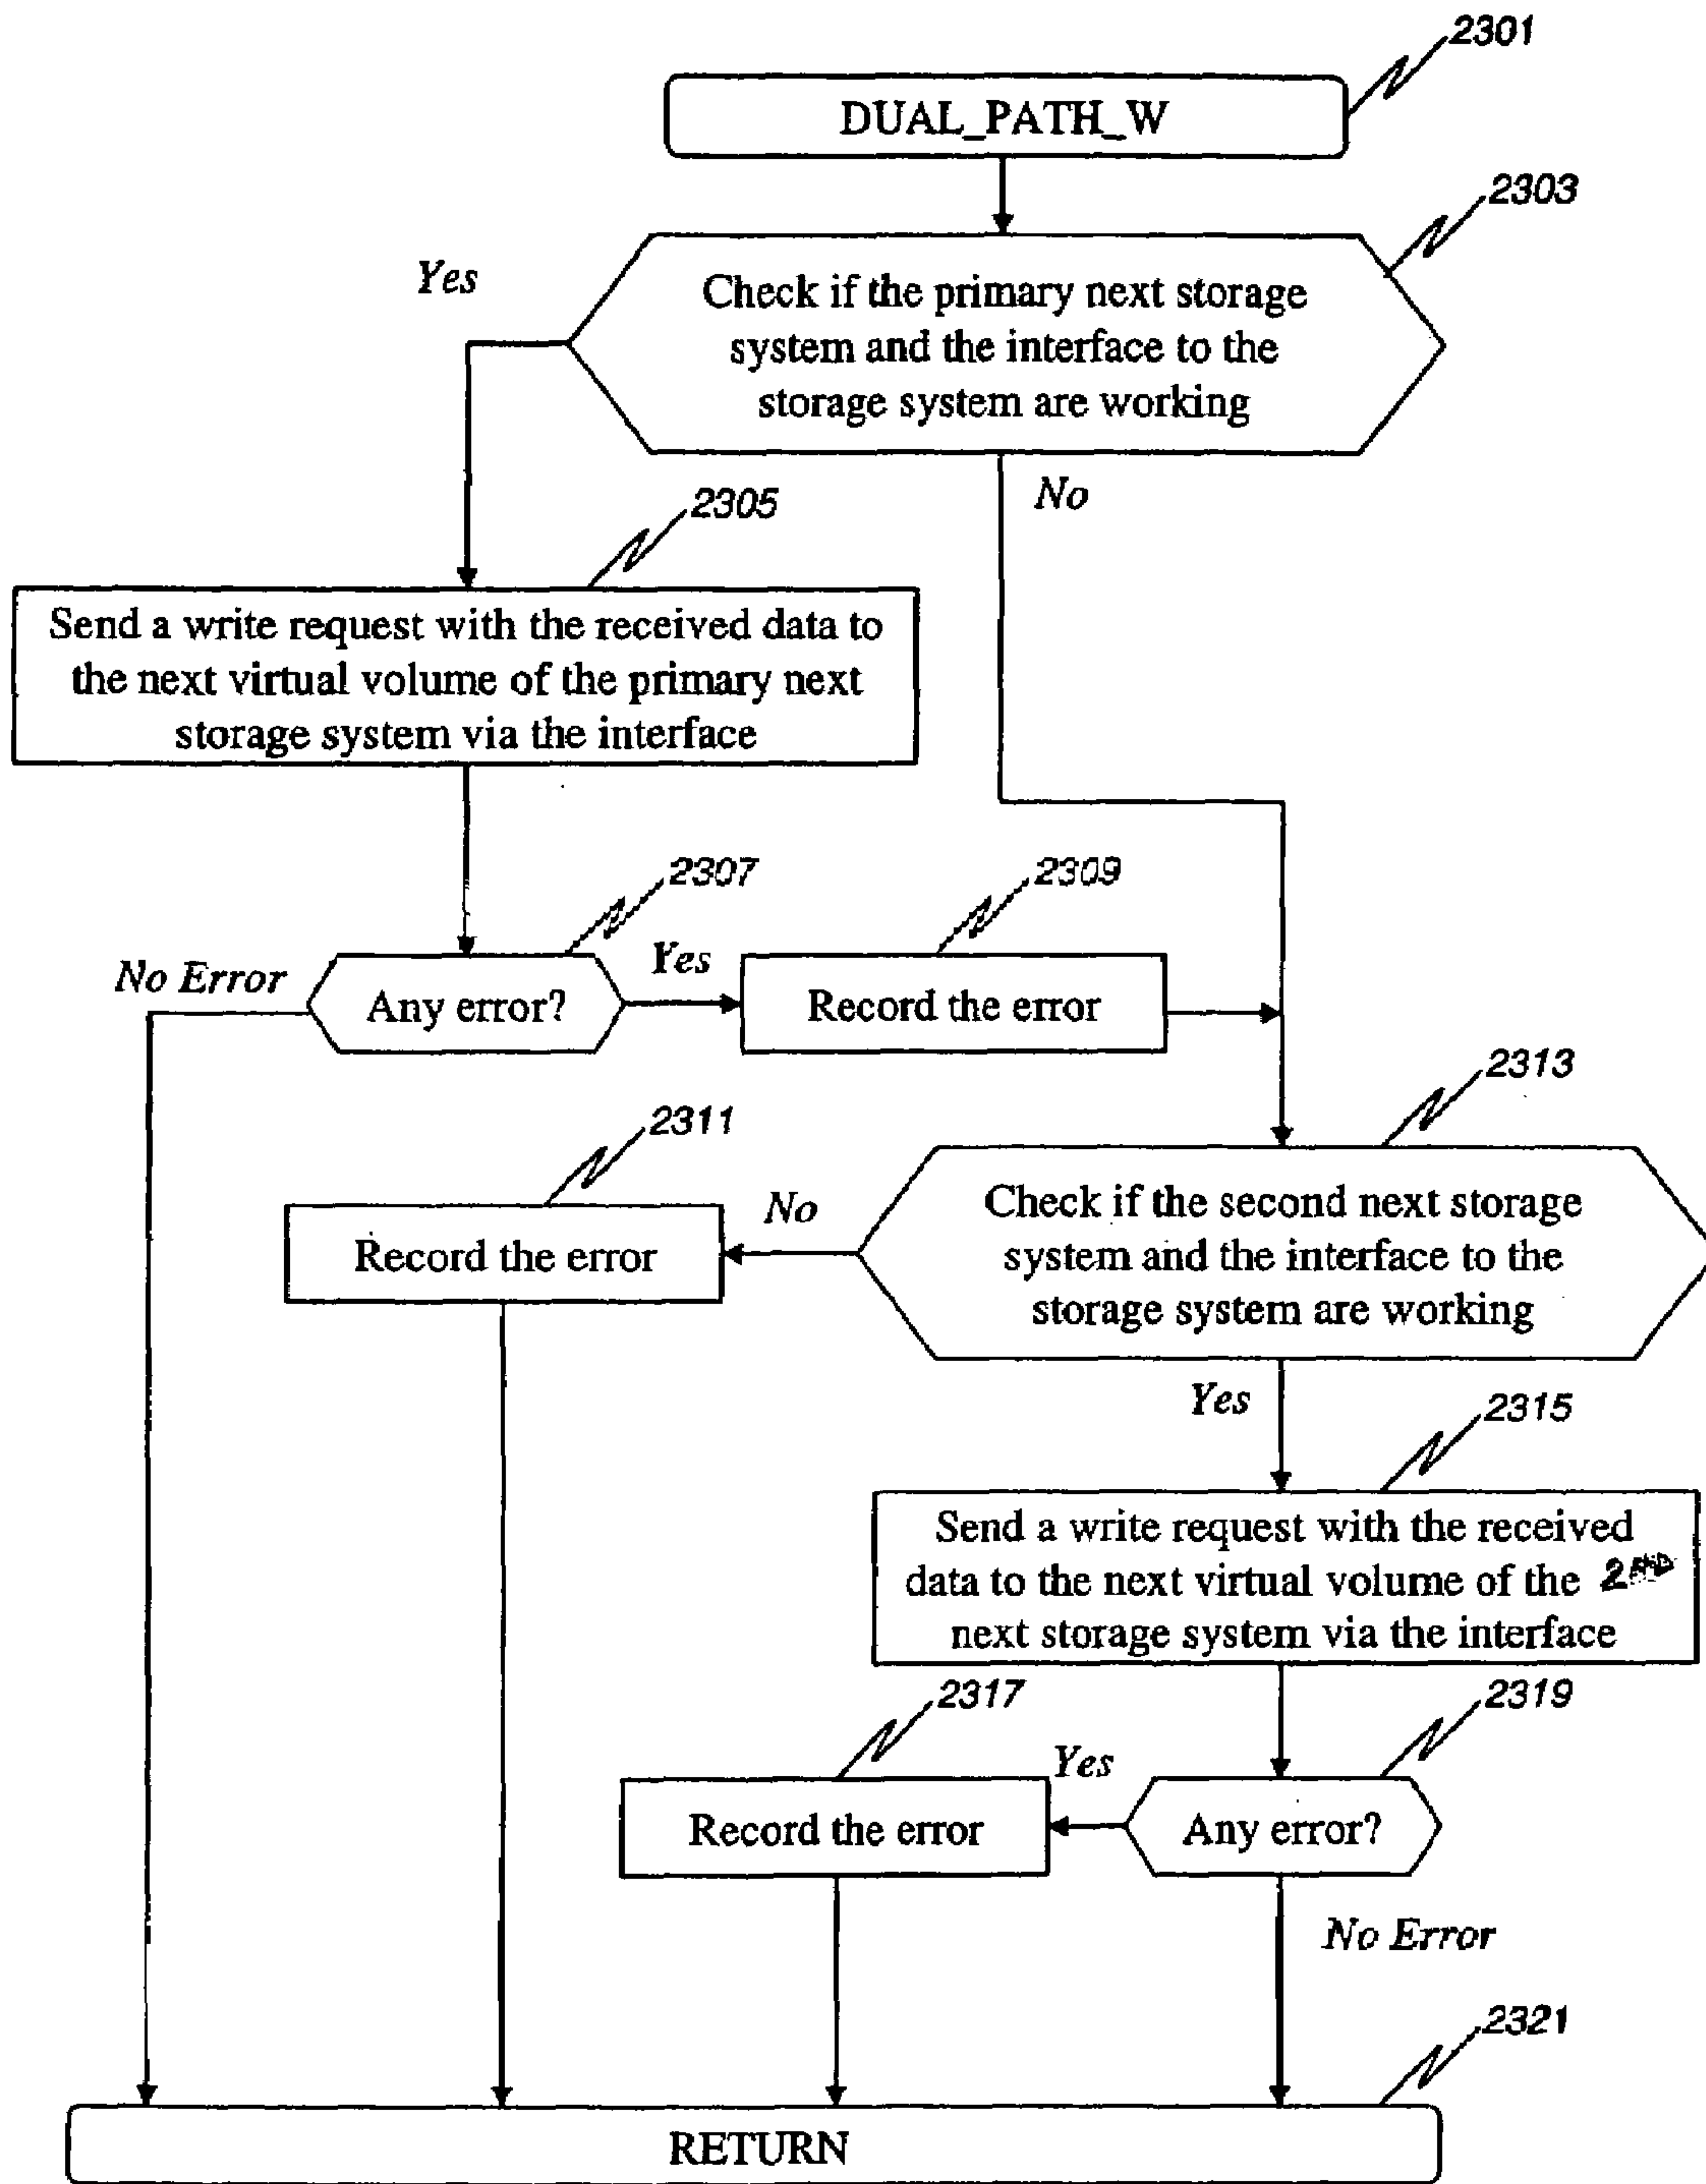 2301
DUAL_PATH_W
2303
Yes
Check if the primary next storage
system and the interface to the
storage system are working
No
2305
Send a write request with the received data to
the next virtual volume of the primary next
storage system via the interface
2307
2309
No Error
Any error?
Yes
Record the error
2313
2311
Record the error
No
Check if the second next storage
system and the interface to the
storage system are working
Yes
2315
Send a write request with the received
data to the next virtual volume of the 2ND
next storage system via the interface
2317
2319
Record the error
Yes
Any error?
No Error
2321
RETURN